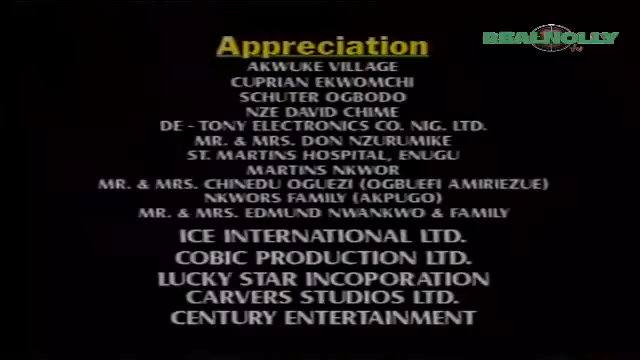 REALNOLLY
Appreciation
AKWUKE VILLAGE
CUPRIAN EKWOMCHI
SCHUTER OGBODO
NZE DAVID CHIME
DE - TONY ELECTRONICS CO. NIG. LTD.
MR. & MRS. DON NZURUMIKE
ST. MARTINS HOSPITAL, ENUGU
MARTINS NKWOR
MR. & MRS. CHINEDU OGUEZI (OGBUEFI AMIRIEZUE)
NKWORS FAMILY (AKPUGO)
MR. & MRS. EDMUND NWANKWO & FAMILY
ICE INTERNATIONAL LTD.
COBIC PRODUCTION LTD.
LUCKY STAR INCOPORATION
CARVERS STUDIOS LTD.
CENTURY ENTERTAINMENT